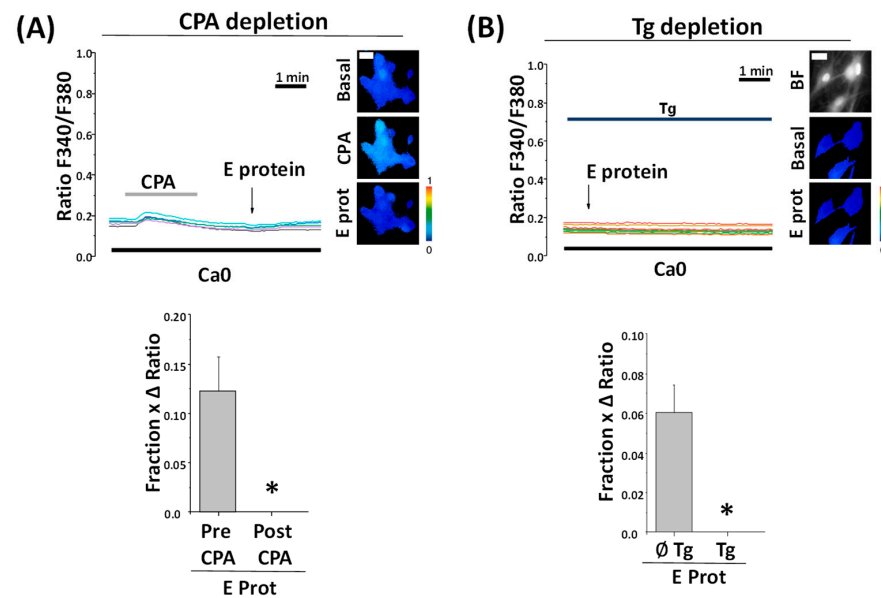 (A)
CPA depletion
Ratio F340/F380
1.0
0.8
0.6
0.4
0.2
0.0
1 min
CPA
E protein
Ca0
Basal
CPA
E prot
1
0
Fraction x Δ Ratio
0.20
0.15
0.10
0.05
0.0
*
Pre CPA
Post CPA
E Prot
(B)
Tg depletion
Ratio F340/F380
1.0
0.8
0.6
0.4
0.2
0.0
1 min
Tg
E protein
Ca0
BF
Basal
E prot
Fraction x Δ Ratio
0.10
0.08
0.06
0.04
0.02
0.00
*
Ø Tg
Tg
E Prot